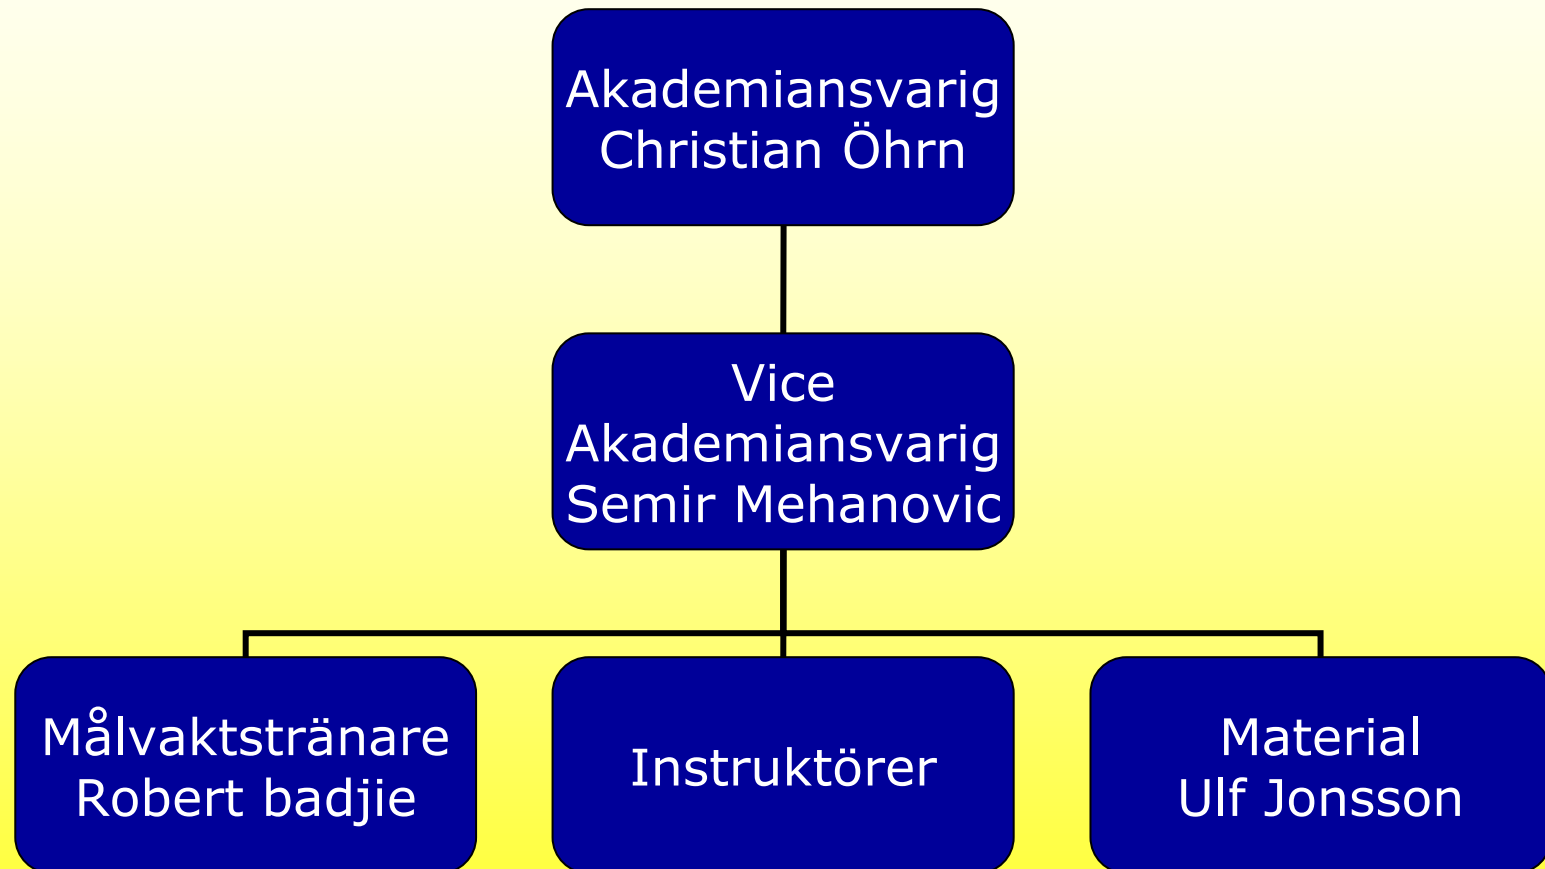 Akademiansvarig
Christian Öhrn
Vice
Akademiansvarig
Semir Mehanovic
Målvaktstränare
Robert badjie
Instruktörer
Material
Ulf Jonsson